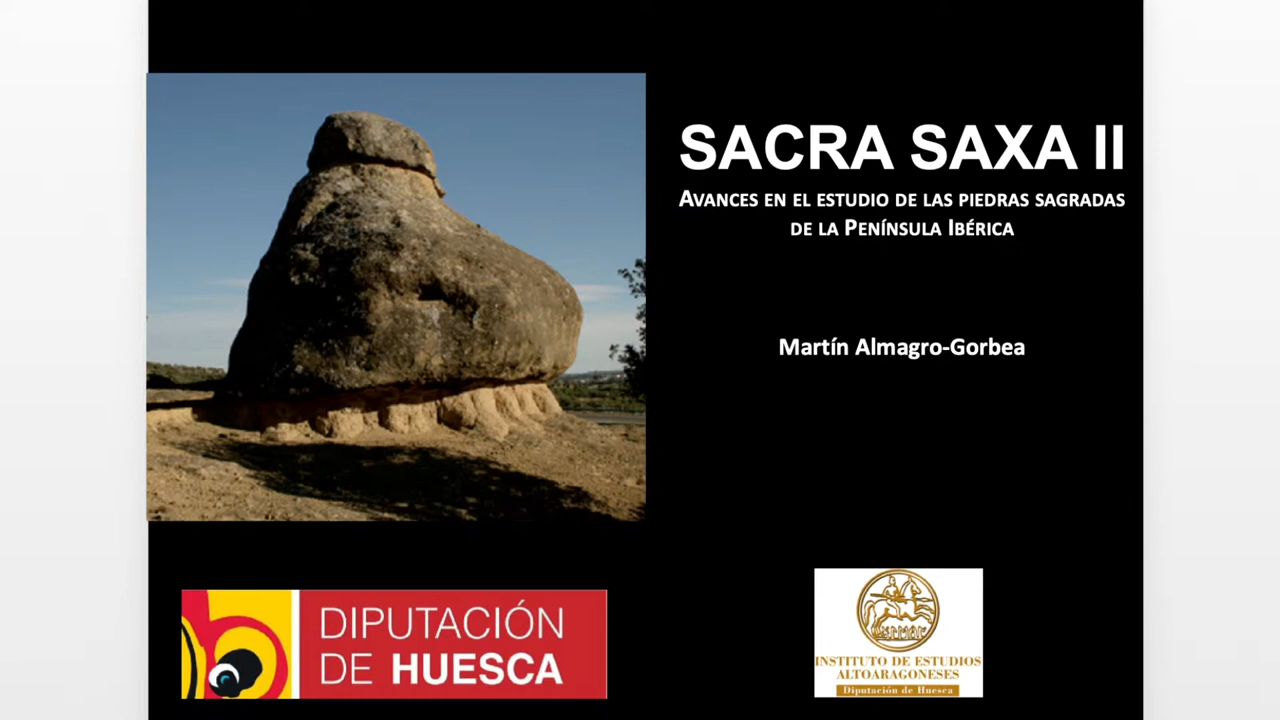 SACRA SAXA II
AVANCES EN EL ESTUDIO DE LAS PIEDRAS SAGRADAS
DE LA PENÍNSULA IBÉRICA
Martín Almagro-Gorbea
DIPUTACIÓN
DE HUESCA
INSTITUTO DE ESTUDIOS
ALTOARAGONESES
Diputación de Huesca